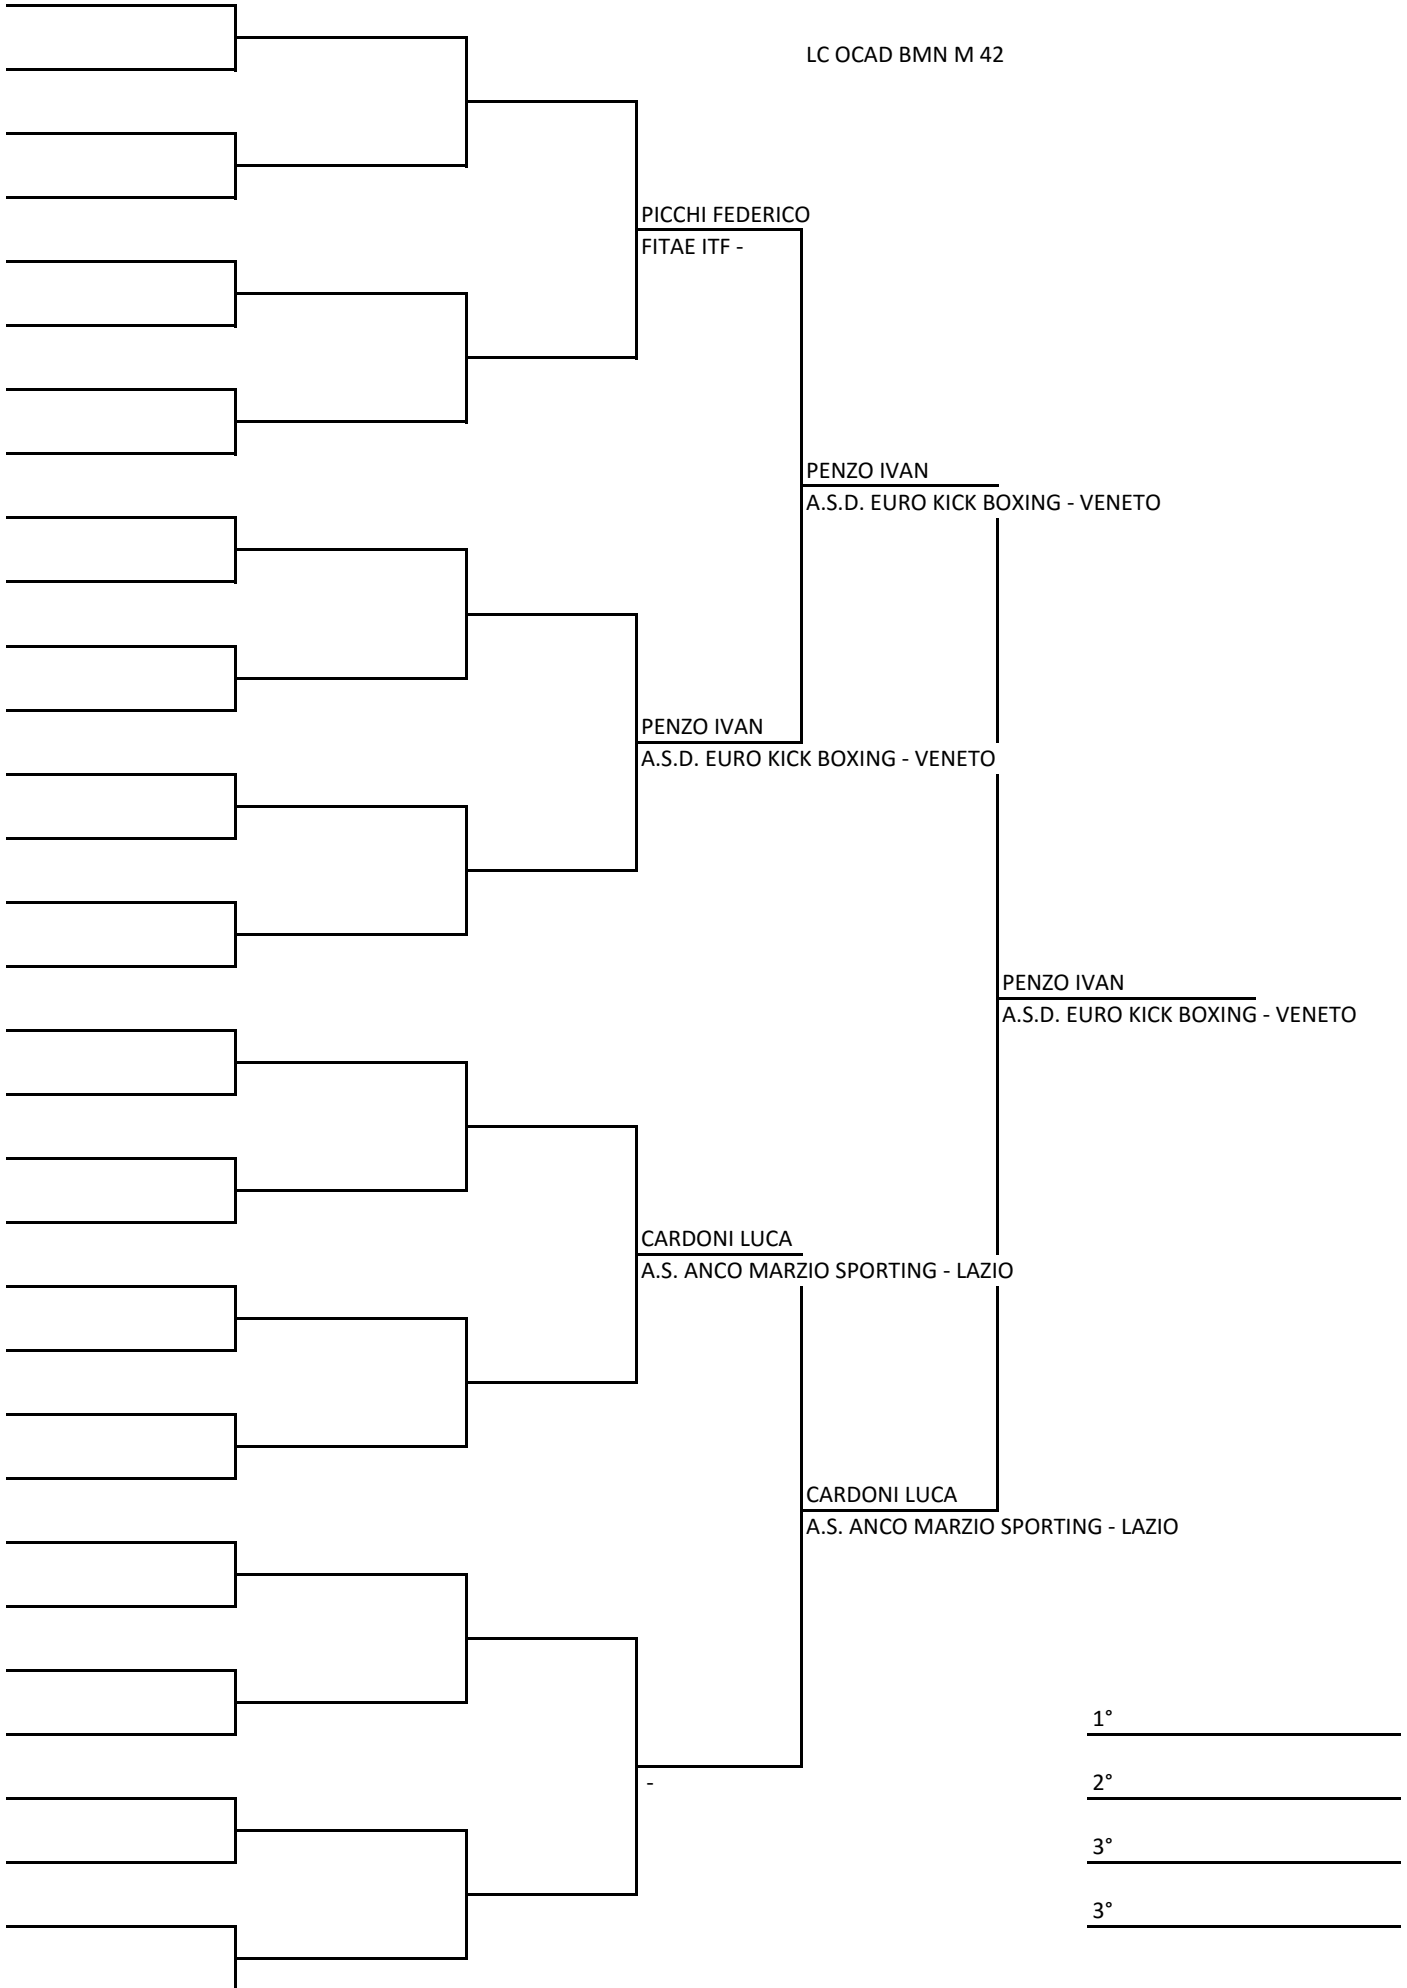 LC OCAD BMN M 42
PICCHI FEDERICO
FITAE ITF -
PENZO IVAN
A.S.D. EURO KICK BOXING - VENETO
PENZO IVAN
A.S.D. EURO KICK BOXING - VENETO
PENZO IVAN
A.S.D. EURO KICK BOXING - VENETO
CARDONI LUCA
A.S. ANCO MARZIO SPORTING - LAZIO
CARDONI LUCA
A.S. ANCO MARZIO SPORTING - LAZIO
1°
-
2°
3°
3°